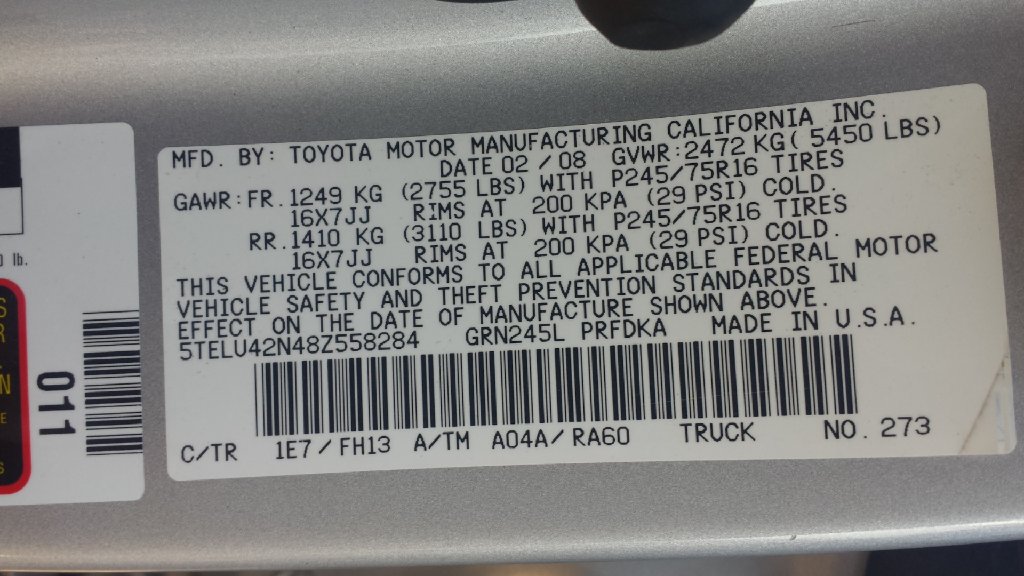 MFD. BY: TOYOTA MOTOR MANUFACTURING CALIFORNIA INC.
DATE 02 / 08 GVWR:2472 KG( 5450 LBS)
GAWR:FR. 1249 KG (2755 LBS) WITH P245/75R16 TIRES
16X7JJ RIMS AT 200 KPA (29 PSI) COLD.
RR. 1410 KG (3110 LBS) WITH P245/75R16 TIRES
16X7JJ RIMS AT 200 KPA (29 PSI) COLD.
THIS VEHICLE CONFORMS TO ALL APPLICABLE FEDERAL MOTOR
VEHICLE SAFETY AND THEFT PREVENTION STANDARDS IN
EFFECT ON THE DATE OF MANUFACTURE SHOWN ABOVE.
5TELU42N48Z558284 GRN245L PRFDKA MADE IN U.S.A.
C/TR 1E7/FH13 A/TM A04A/RA60 TRUCK NO. 273
lb.
011